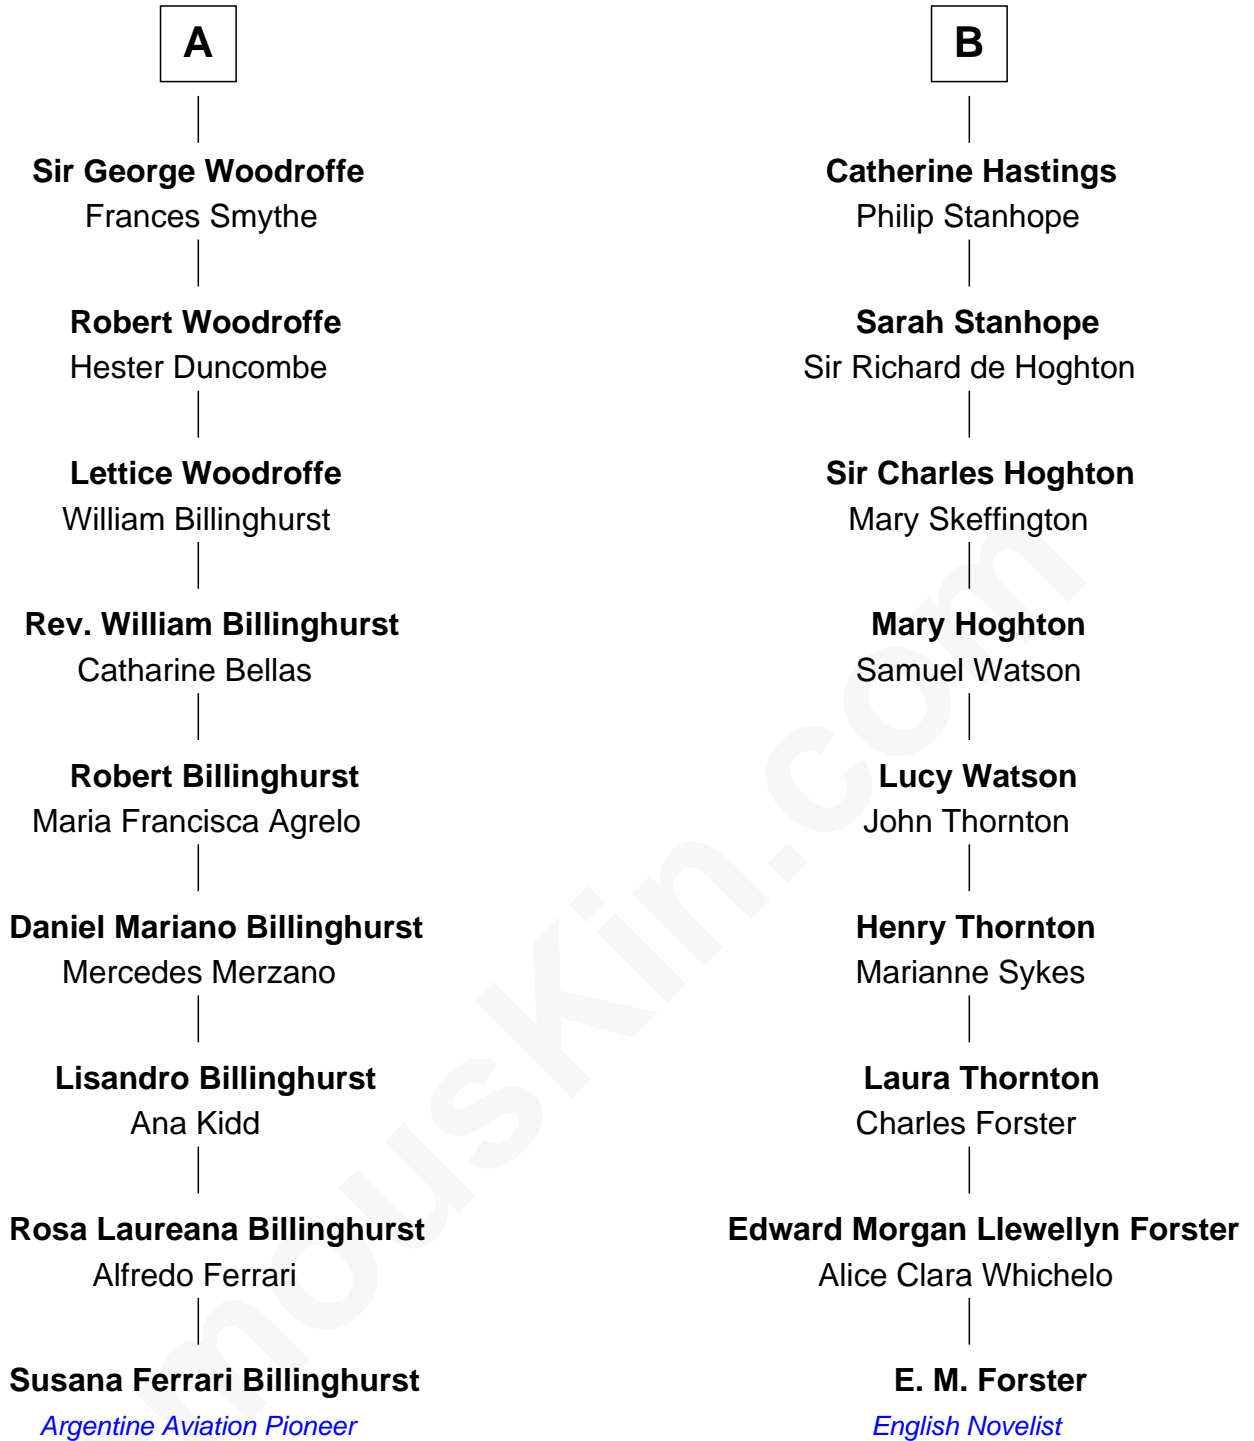 A
Sir George Woodroffe
Frances Smythe
Robert Woodroffe
Hester Duncombe
Lettice Woodroffe
William Billinghurst
Rev. William Billinghurst
Catharine Bellas
Robert Billinghurst
Maria Francisca Agrelo
Daniel Mariano Billinghurst
Mercedes Merzano
Lisandro Billinghurst
Ana Kidd
Rosa Laureana Billinghurst
Alfredo Ferrari
Susana Ferrari Billinghurst
Argentine Aviation Pioneer
B
Catherine Hastings
Philip Stanhope
Sarah Stanhope
Sir Richard de Hoghton
Sir Charles Hoghton
Mary Skeffington
Mary Hoghton
Samuel Watson
Lucy Watson
John Thornton
Henry Thornton
Marianne Sykes
Laura Thornton
Charles Forster
Edward Morgan Llewellyn Forster
Alice Clara Whichelo
E. M. Forster
English Novelist
mousKin.com